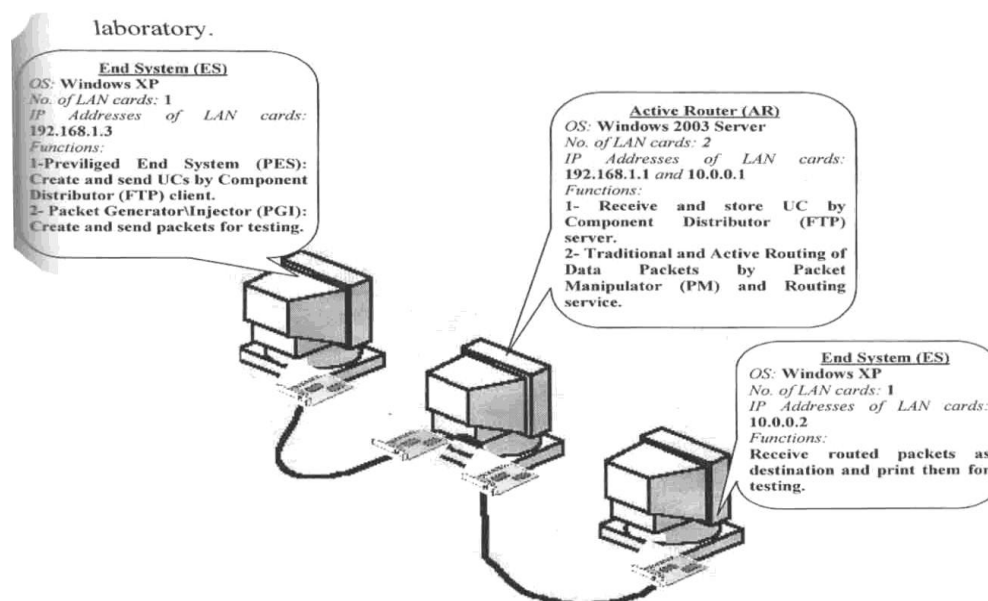 laboratory.
End System (ES)
OS: Windows XP
No. of LAN cards: 1
IP Addresses of LAN cards:
192.168.1.3
Functions:
1-Previliged End System (PES):
Create and send UCs by Component
Distributor (FTP) client.
2- Packet Generator\Injector (PGI):
Create and send packets for testing.
Active Router (AR)
OS: Windows 2003 Server
No. of LAN cards: 2
IP Addresses of LAN cards:
192.168.1.1 and 10.0.0.1
Functions:
1- Receive and store UC by
Component Distributor (FTP)
server.
2- Traditional and Active Routing of
Data Packets by Packet
Manipulator (PM) and Routing
service.
End System (ES)
OS: Windows XP
No. of LAN cards: 1
IP Addresses of LAN cards:
10.0.0.2
Functions:
Receive routed packets as
destination and print them for
testing.